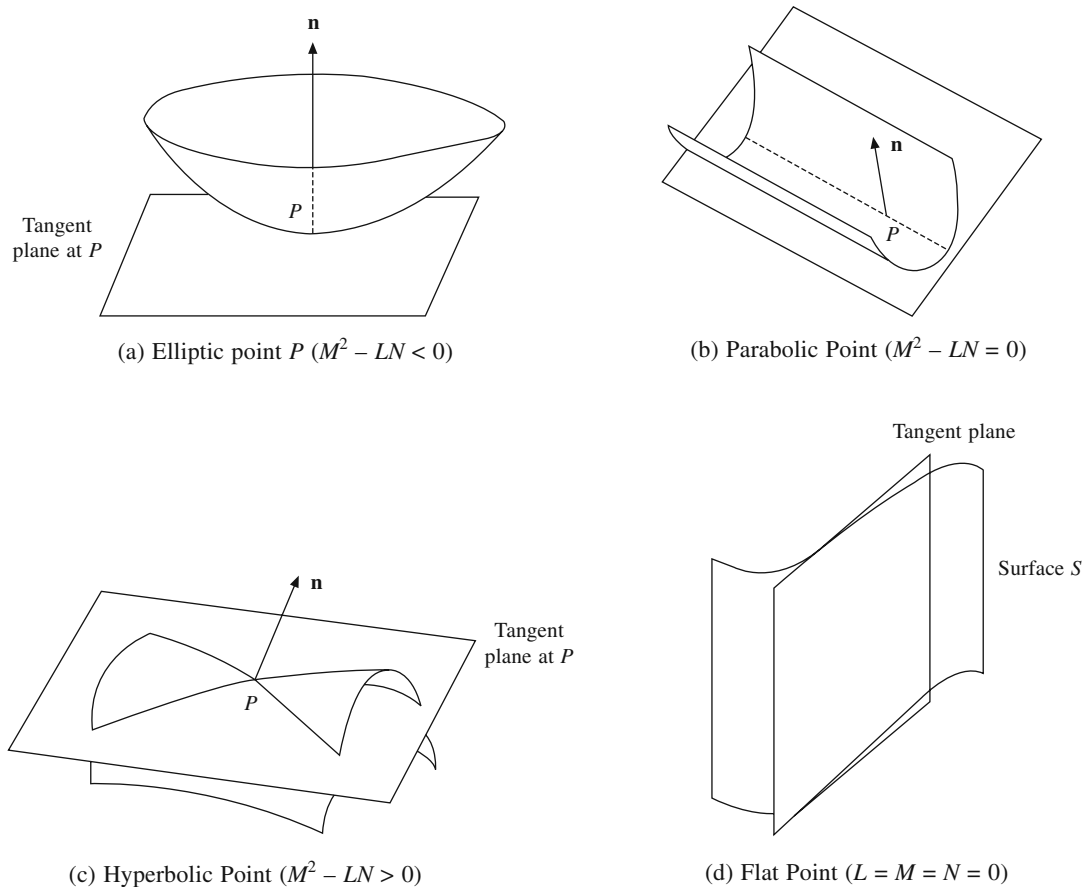 n
P
Tangent
plane at P
(a) Elliptic point P (M² – LN < 0)
n
P
(b) Parabolic Point (M² – LN = 0)
n
Tangent
plane at P
P
(c) Hyperbolic Point (M² – LN > 0)
Tangent plane
Surface S
(d) Flat Point (L = M = N = 0)